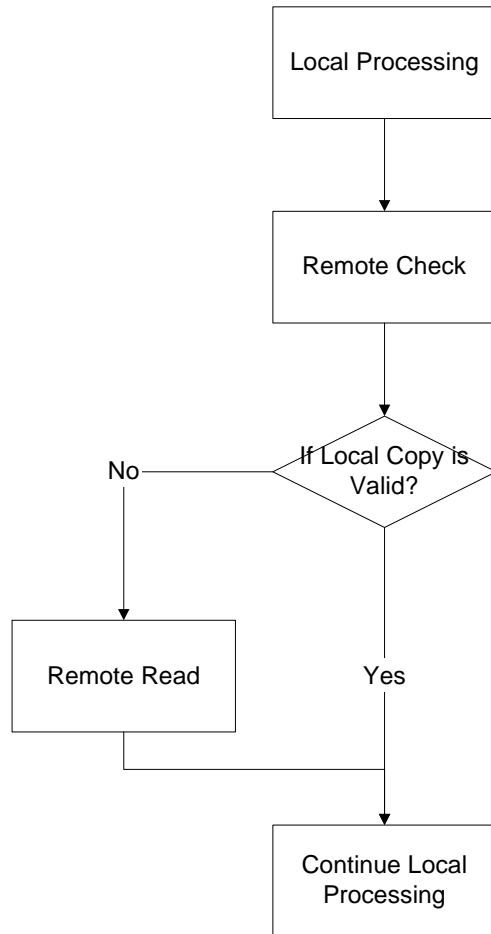 Local Processing
Remote Check
If Local Copy is
Valid?
No
Remote Read
Yes
Continue Local
Processing